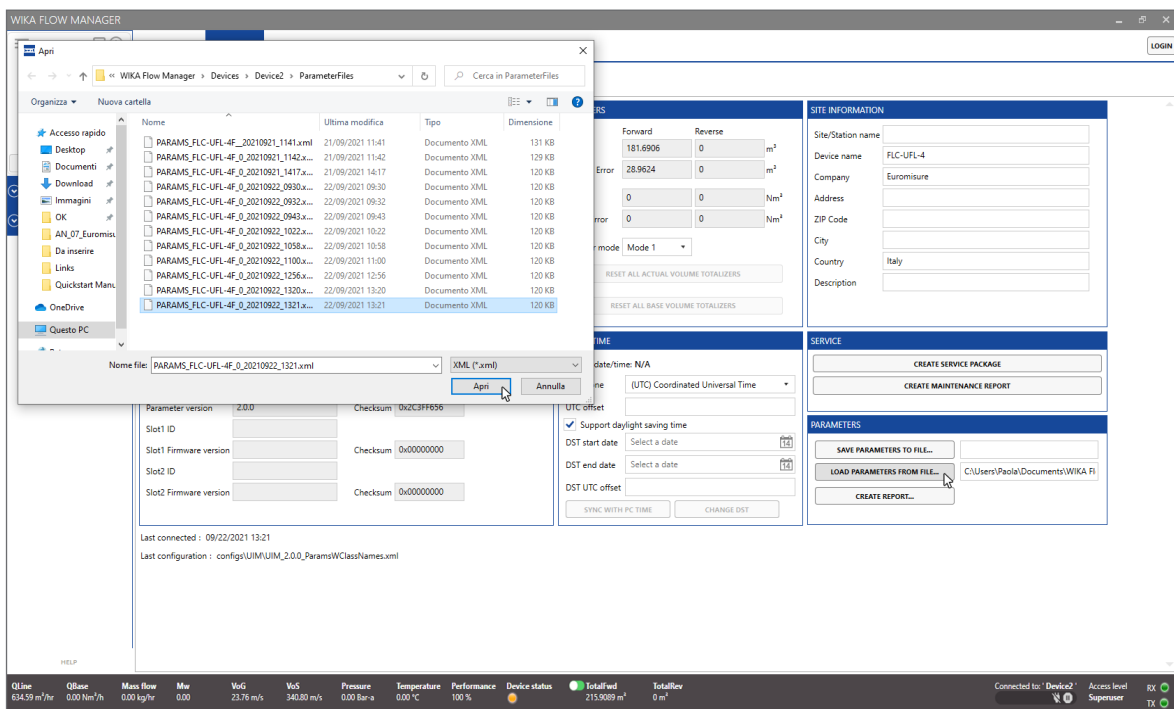 WIKA FLOW MANAGER
LOGIN
Apri
« WIKA Flow Manager › Devices › Device2 › ParameterFiles
Cerca in ParameterFiles
Organizza
Nuova cartella
Accesso rapido
Desktop
Documenti
Download
Immagini
OK
AN_07_Euromisu
Da inserire
Links
Quickstart Manu
OneDrive
Questo PC
Nome Ultima modifica Tipo Dimensione
PARAMS_FLC-UFL-4F__20210921_1141.xml 21/09/2021 11:41 Documento XML 131 KB
PARAMS_FLC-UFL-4F_0_20210921_1142.x... 21/09/2021 11:42 Documento XML 129 KB
PARAMS_FLC-UFL-4F_0_20210921_1417.x... 21/09/2021 14:17 Documento XML 120 KB
PARAMS_FLC-UFL-4F_0_20210922_0930.x... 22/09/2021 09:30 Documento XML 120 KB
PARAMS_FLC-UFL-4F_0_20210922_0932.x... 22/09/2021 09:32 Documento XML 120 KB
PARAMS_FLC-UFL-4F_0_20210922_0943.x... 22/09/2021 09:43 Documento XML 120 KB
PARAMS_FLC-UFL-4F_0_20210922_1022.x... 22/09/2021 10:22 Documento XML 120 KB
PARAMS_FLC-UFL-4F_0_20210922_1058.x... 22/09/2021 10:58 Documento XML 120 KB
PARAMS_FLC-UFL-4F_0_20210922_1100.x... 22/09/2021 11:00 Documento XML 120 KB
PARAMS_FLC-UFL-4F_0_20210922_1256.x... 22/09/2021 12:56 Documento XML 120 KB
PARAMS_FLC-UFL-4F_0_20210922_1320.x... 22/09/2021 13:20 Documento XML 120 KB
PARAMS_FLC-UFL-4F_0_20210922_1321.x... 22/09/2021 13:21 Documento XML 120 KB
Nome file: PARAMS_FLC-UFL-4F_0_20210922_1321.xml XML (*.xml)
Apri Annulla
ERS
Forward Reverse
181.6906 0 m³
Error 28.9624 0 m³
0 0 Nm³
rror 0 0 Nm³
r mode Mode 1
RESET ALL ACTUAL VOLUME TOTALIZERS
RESET ALL BASE VOLUME TOTALIZERS
SITE INFORMATION
Site/Station name
Device name FLC-UFL-4
Company Euromisure
Address
ZIP Code
City
Country Italy
Description
Parameter version 2.0.0 Checksum 0x2C3FF656
Slot1 ID
Slot1 Firmware version Checksum 0x00000000
Slot2 ID
Slot2 Firmware version Checksum 0x00000000
TIME
date/time: N/A
ne (UTC) Coordinated Universal Time
UTC offset
Support daylight saving time
DST start date Select a date 14
DST end date Select a date 14
DST UTC offset
SYNC WITH PC TIME CHANGE DST
SERVICE
CREATE SERVICE PACKAGE
CREATE MAINTENANCE REPORT
PARAMETERS
SAVE PARAMETERS TO FILE...
LOAD PARAMETERS FROM FILE... C:\Users\Paola\Documents\WIKA Fl
CREATE REPORT...
Last connected : 09/22/2021 13:21
Last configuration : configs\UIM\UIM_2.0.0_ParamsWClassNames.xml
HELP
QLine QBase Mass flow Mw VoG VoS Pressure Temperature Performance Device status TotalFwd TotalRev Connected to: ' Device2 ' Access level RX
634.59 m³/hr 0.00 Nm³/h 0.00 kg/hr 0.00 23.76 m/s 340.80 m/s 0.00 Bar-a 0.00 °C 100 % 215.9089 m³ 0 m³ Superuser TX